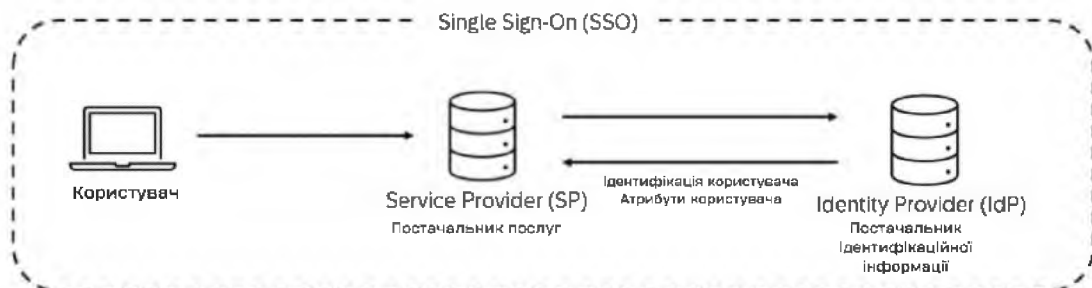 Single Sign-On (SSO)
Користувач
Service Provider (SP)
Постачальник послуг
Ідентифікація користувача
Атрибути користувача
Identity Provider (IdP)
Постачальник
Ідентифікаційної
інформації